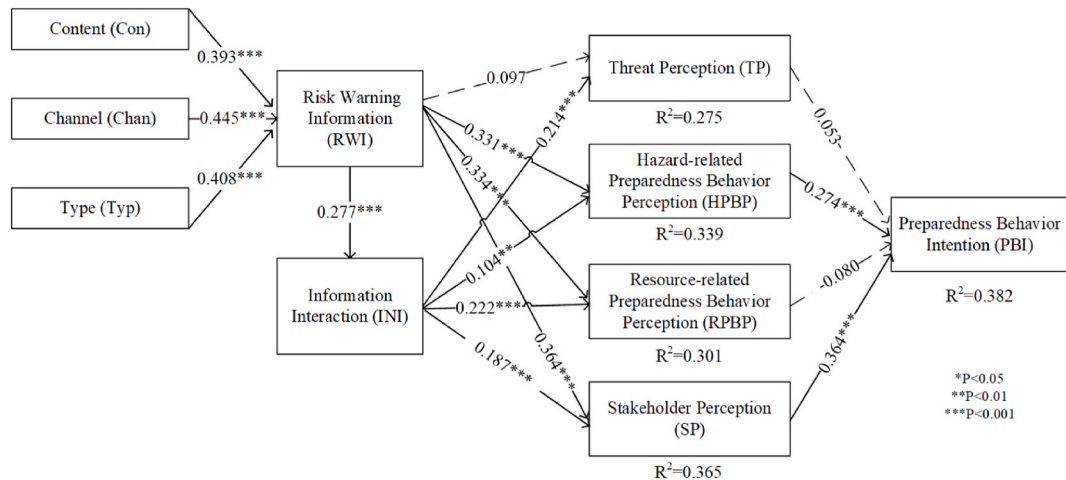 Content (Con)
0.393***
Channel (Chan)
0.445***
Type (Typ)
0.408***
Risk Warning
Information
(RWI)
0.277***
Information
Interaction (INI)
0.097
0.214***
0.331***
0.334***
0.104**
0.222***
0.364***
0.187***
Threat Perception (TP)
R²=0.275
Hazard-related
Preparedness Behavior
Perception (HPBP)
R²=0.339
Resource-related
Preparedness Behavior
Perception (RPBP)
R²=0.301
Stakeholder Perception
(SP)
R²=0.365
0.053
0.274***
-0.080
0.364***
Preparedness Behavior
Intention (PBI)
R²=0.382
*P<0.05
**P<0.01
***P<0.001